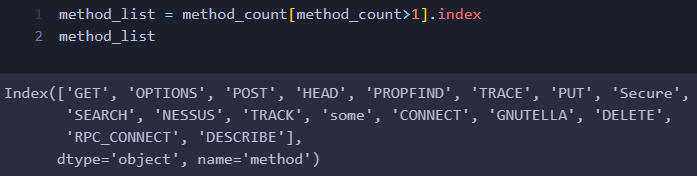 1 method_list = method_count[method_count>1].index
2 method_list
Index(['GET', 'OPTIONS', 'POST', 'HEAD', 'PROPFIND', 'TRACE', 'PUT', 'Secure',
'SEARCH', 'NESSUS', 'TRACK', 'some', 'CONNECT', 'GNUTELLA', 'DELETE',
'RPC_CONNECT', 'DESCRIBE'],
dtype='object', name='method')